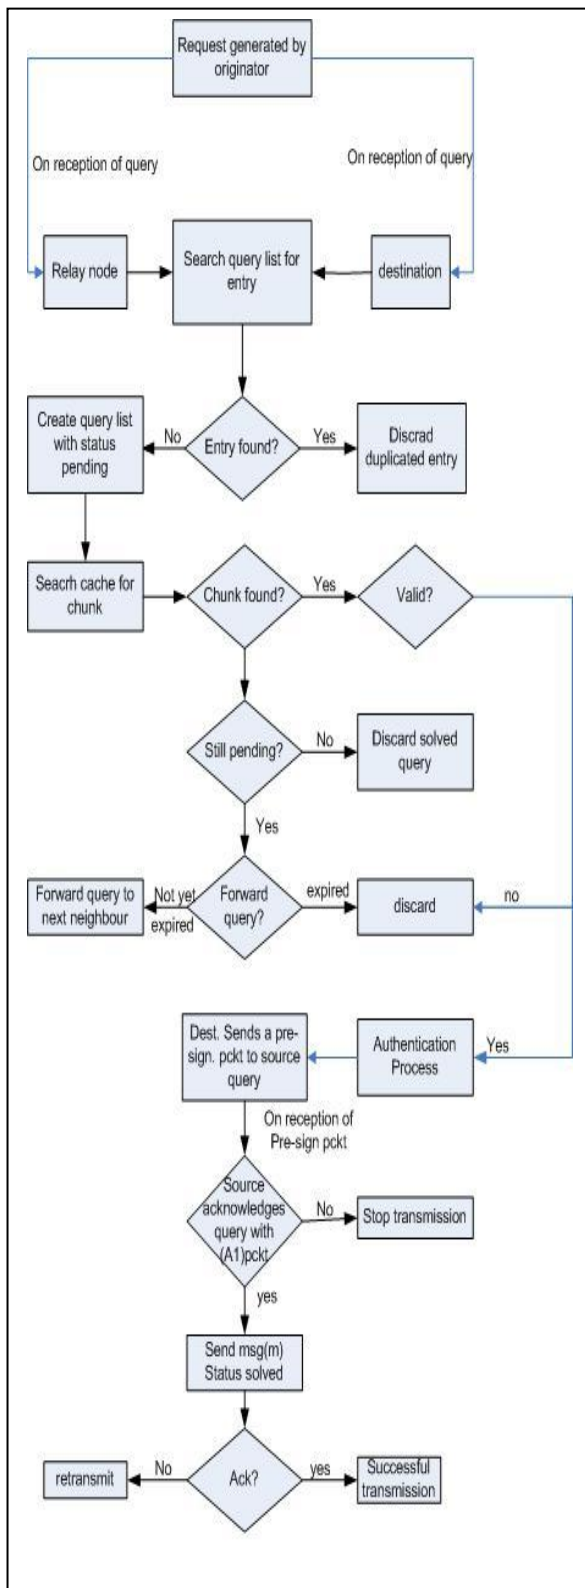 Request generated by
originator
On reception of query
On reception of query
Relay node
Search query list for
entry
destination
Create query list
with status
pending
No
Entry found?
Yes
Discrad
duplicated entry
Seacrh cache for
chunk
Chunk found?
Yes
Valid?
Still pending?
No
Discard solved
query
Yes
Forward query to
next neighbour
Not yet
expired
Forward
query?
expired
discard
no
Dest. Sends a pre-
sign. pckt to source
query
Authentication
Process
Yes
On reception of
Pre-sign pckt
Source
acknowledges
query with
(A1)pckt
No
Stop transmission
yes
Send msg(m)
Status solved
retransmit
No
Ack?
yes
Successful
transmission